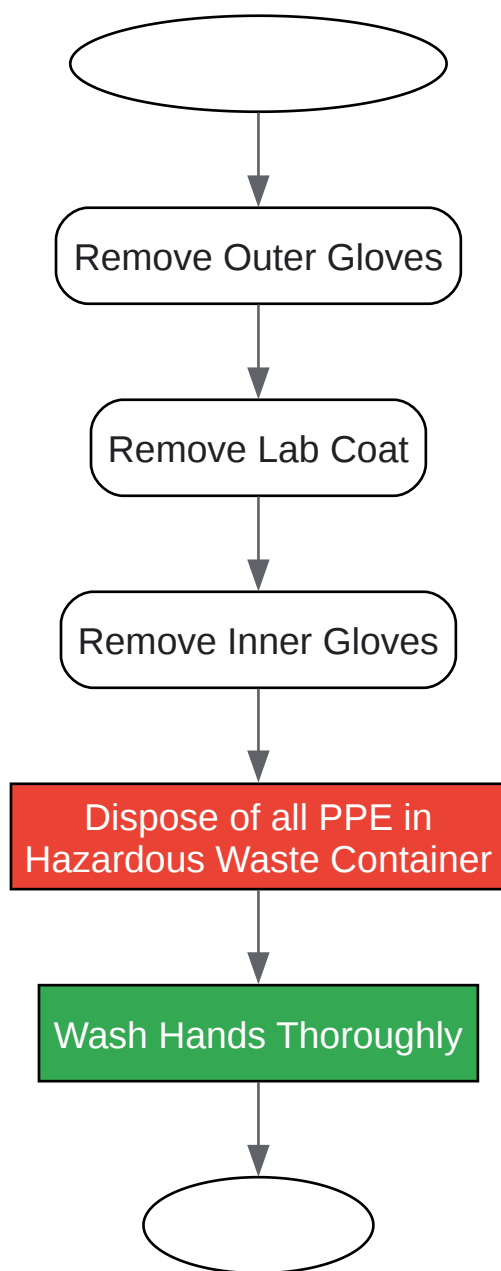 Remove Outer Gloves
Remove Lab Coat
Remove Inner Gloves
Dispose of all PPE in
Hazardous Waste Container
Wash Hands Thoroughly